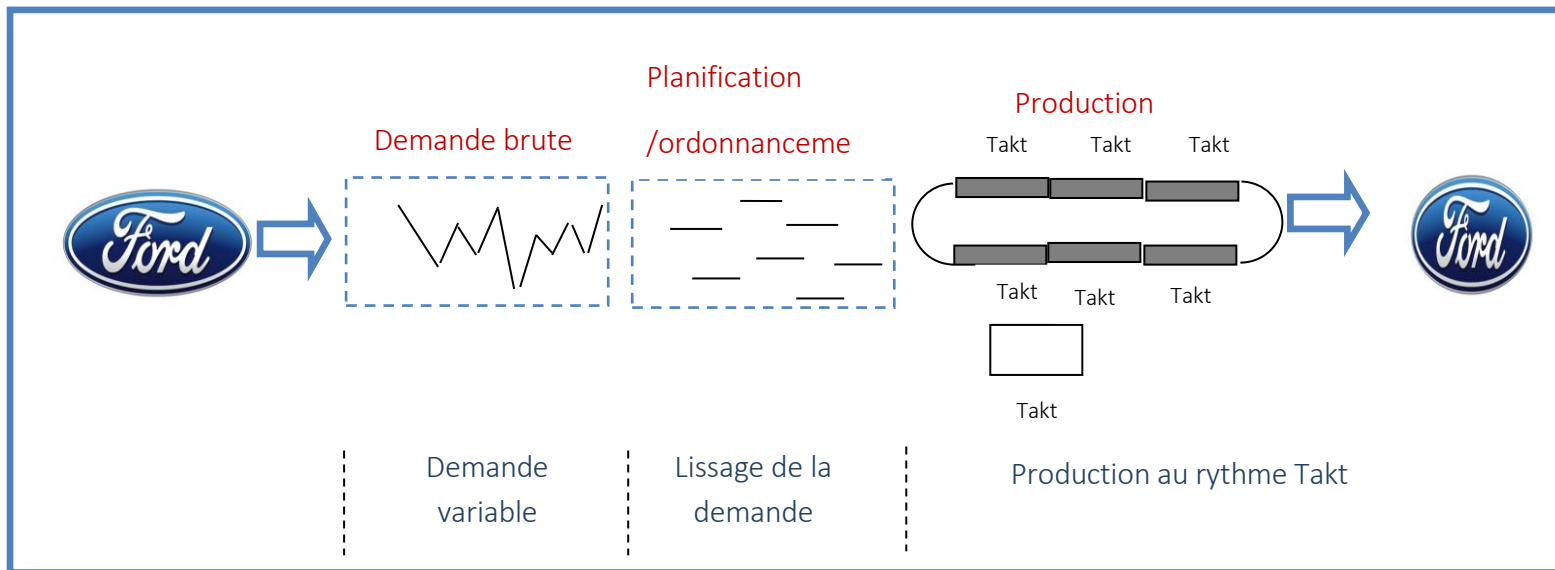 Planification
Production
Demande brute
/ordonnanceme
Takt
Takt
Takt
Ford
Ford
Takt
Takt
Takt
Takt
Demande
variable
Lissage de la
demande
Production au rythme Takt